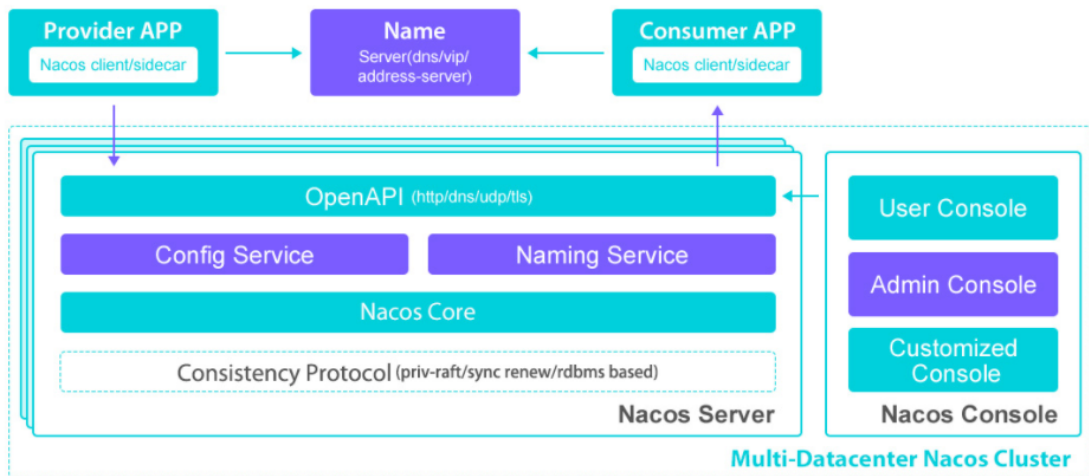 Provider APP
Nacos client/sidecar
Name
Server(dns/vip/
address-server)
Consumer APP
Nacos client/sidecar
OpenAPI (http/dns/udp/tls)
Config Service
Naming Service
Nacos Core
Consistency Protocol (priv-raft/sync renew/rdbms based)
Nacos Server
User Console
Admin Console
Customized
Console
Nacos Console
Multi-Datacenter Nacos Cluster